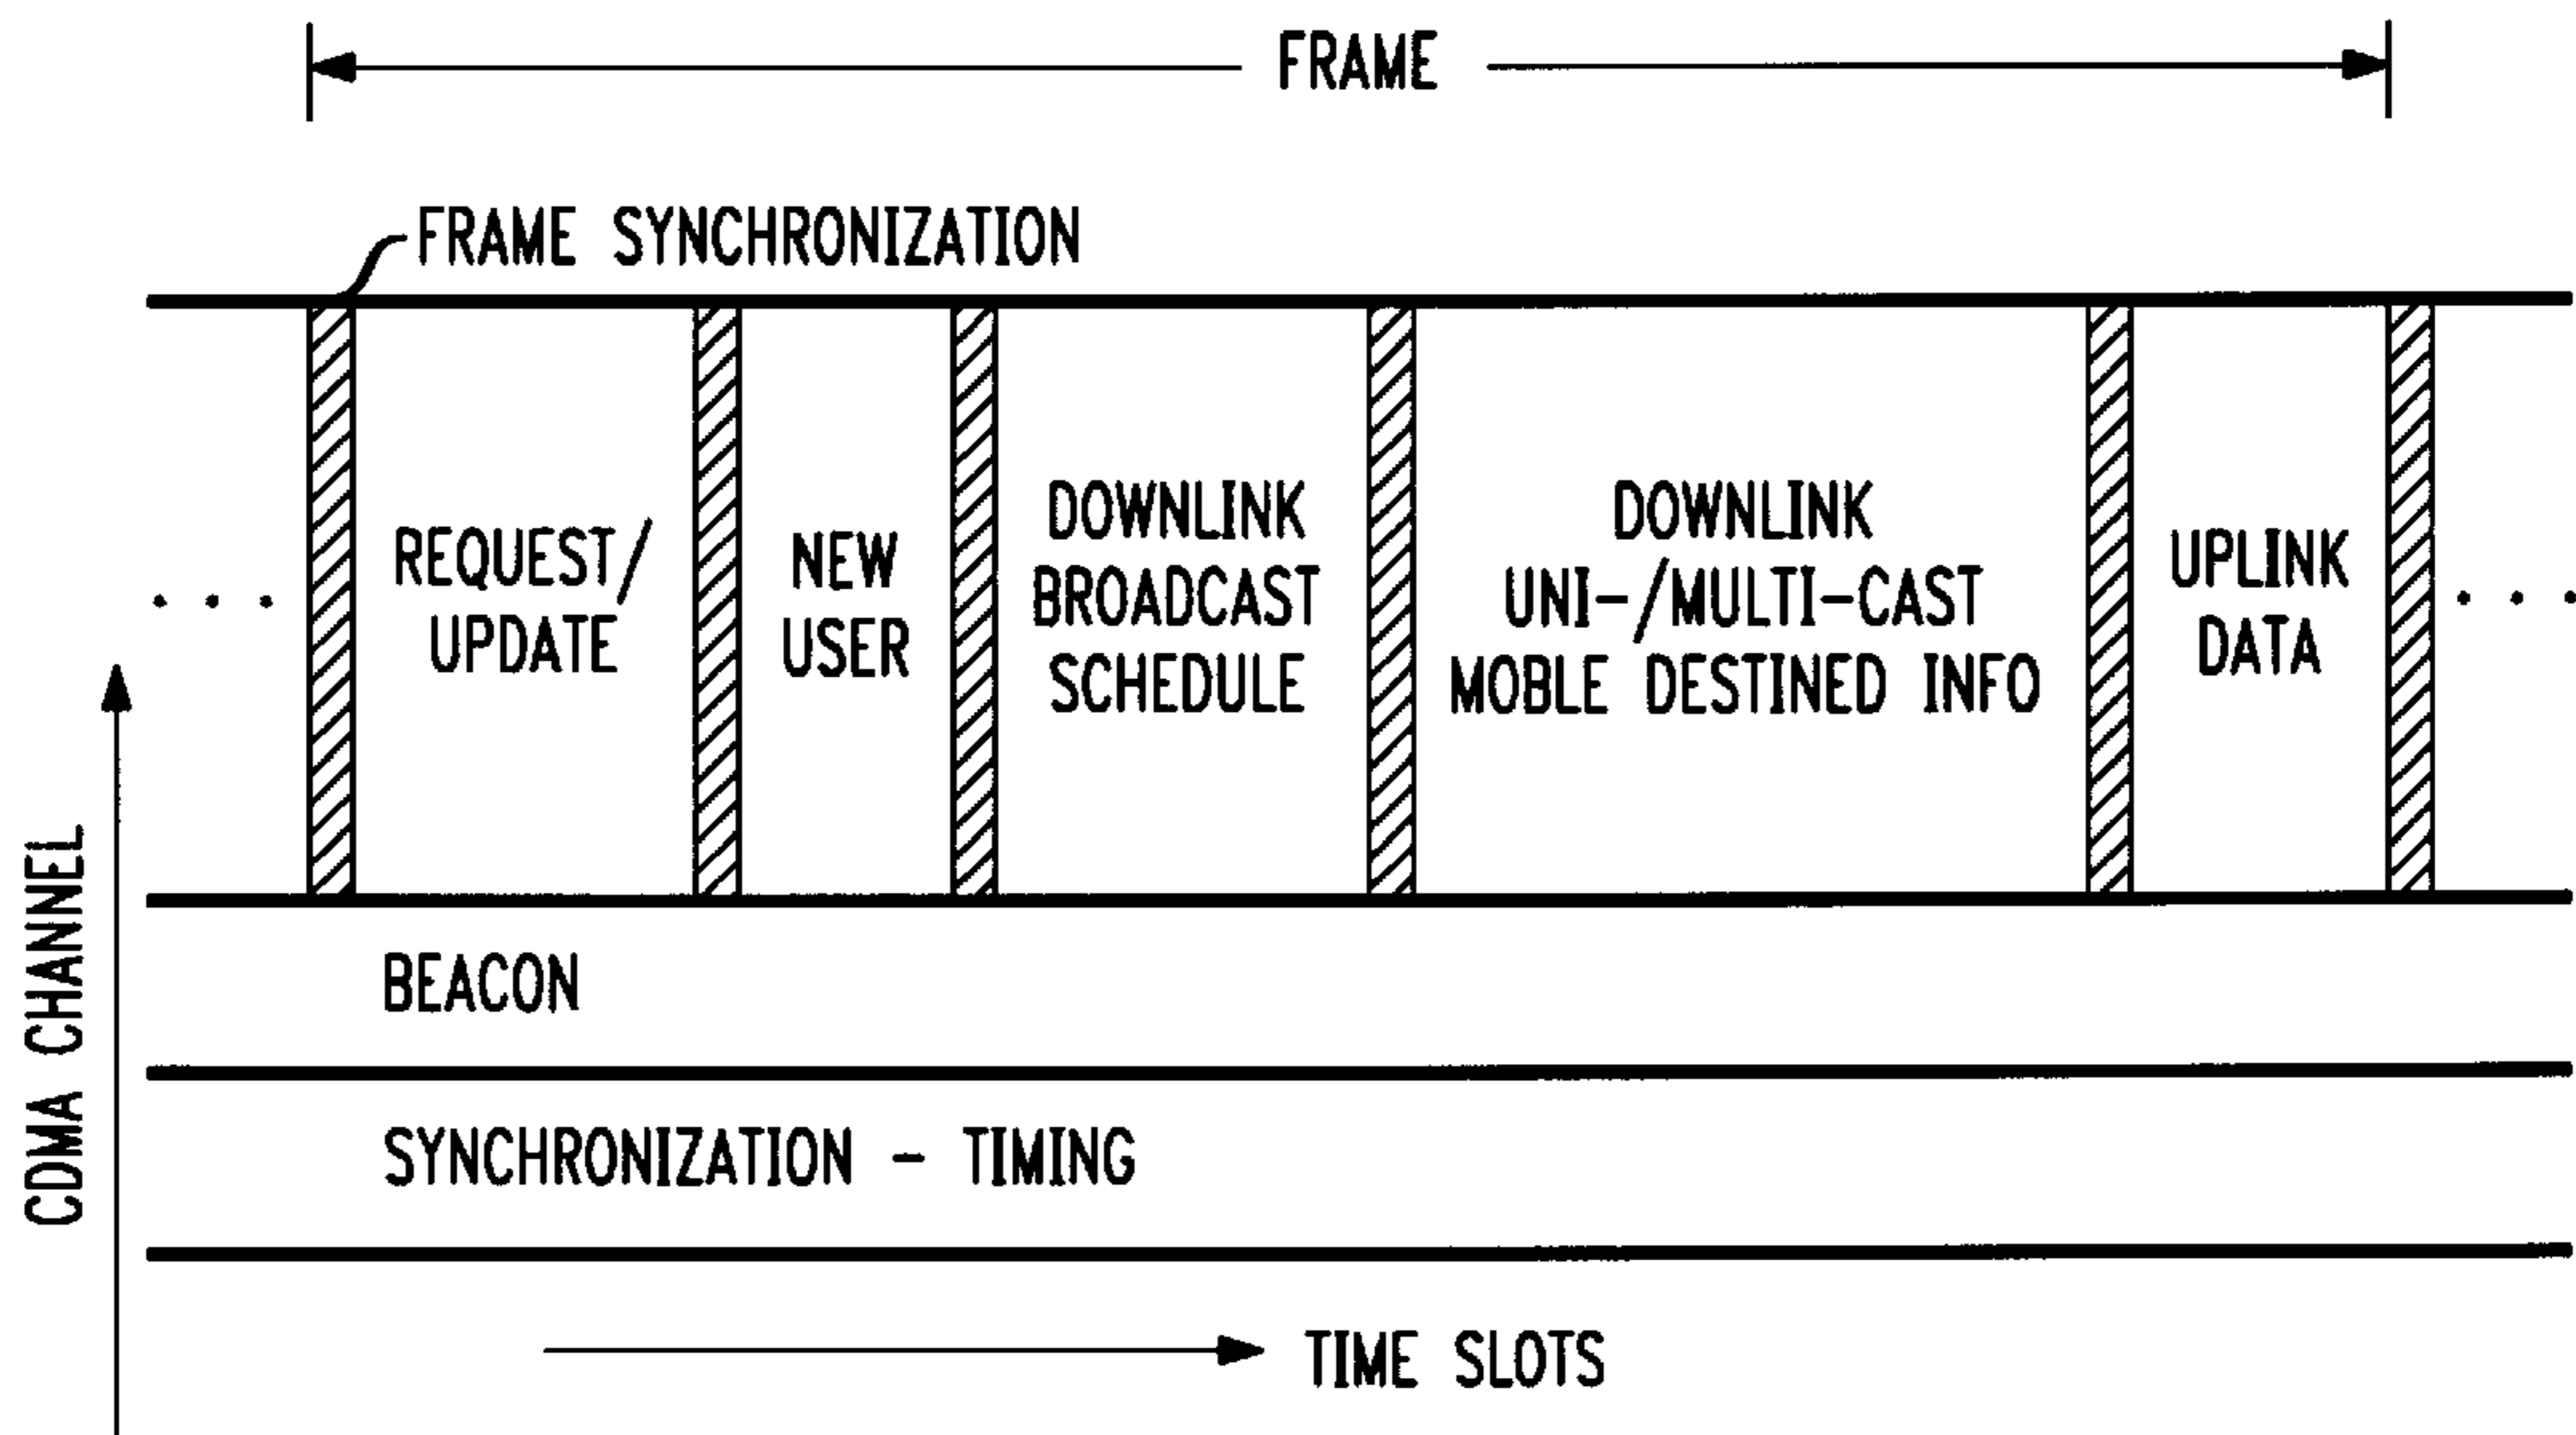 FRAME
FRAME SYNCHRONIZATION
REQUEST/
UPDATE
NEW
USER
DOWNLINK
BROADCAST
SCHEDULE
DOWNLINK
UNI-/MULTI-CAST
MOBLE DESTINED INFO
UPLINK
DATA
. . .
. . .
CDMA CHANNEL
BEACON
SYNCHRONIZATION - TIMING
TIME SLOTS